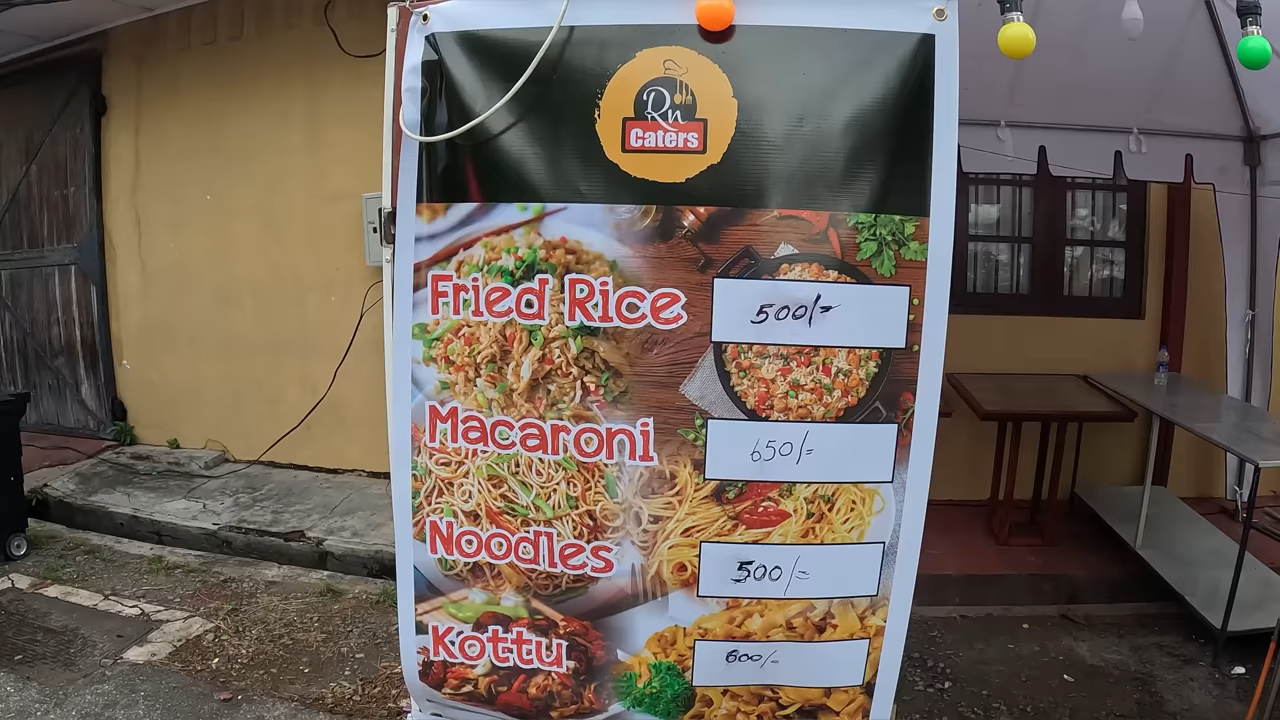 Rn
Caters
Fried Rice 500/=
Macaroni 650/=
Noodles 500/=
Kottu 600/=